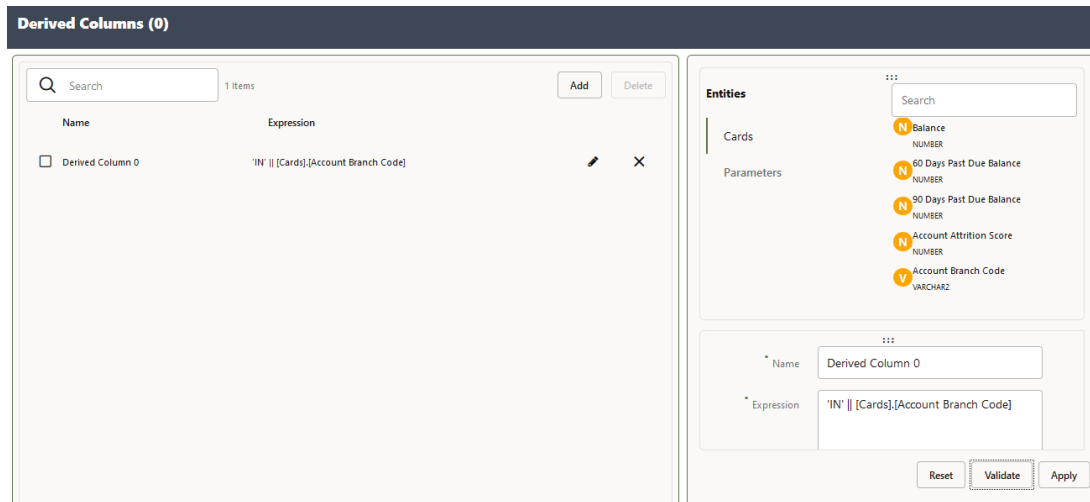 Derived Columns (0)
Search
1 Items
Add
Delete
Name
Expression
Derived Column 0
'IN' || [Cards].[Account Branch Code]
Entities
Cards
Parameters
Search
N
Balance
NUMBER
N
60 Days Past Due Balance
NUMBER
N
90 Days Past Due Balance
NUMBER
N
Account Attrition Score
NUMBER
V
Account Branch Code
VARCHAR2
* Name
Derived Column 0
* Expression
'IN' || [Cards].[Account Branch Code]
Reset
Validate
Apply